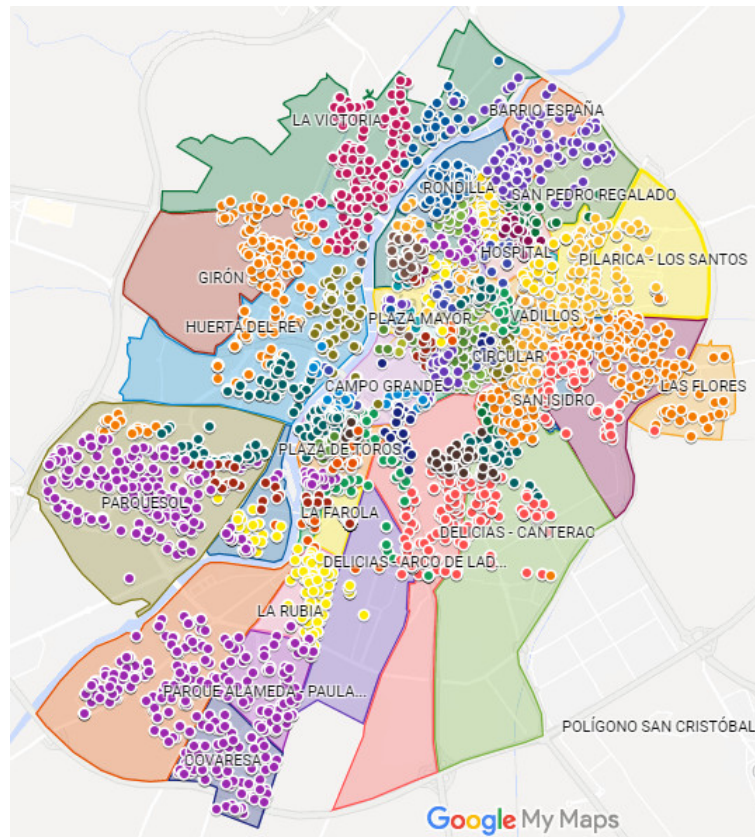 BARRIO ESPAÑA
LA VICTORIA
RONDILLA
SAN PEDRO REGALADO
HOSPITAL
PILARICA - LOS SANTOS
GIRÓN
HUERTA DEL REY
PLAZA MAYOR
VADILLOS
CIRCULAR
CAMPO GRANDE
LAS FLORES
SAN ISIDRO
PLAZA DE TOROS
PARQUESOL
LA FAROLA
DELICIAS - CANTERAC
DELICIAS - ARCO DE LAD...
LA RUBIA
PARQUE ALAMEDA - PAULA...
POLÍGONO SAN CRISTÓBAL
COVARESA
Google My Maps